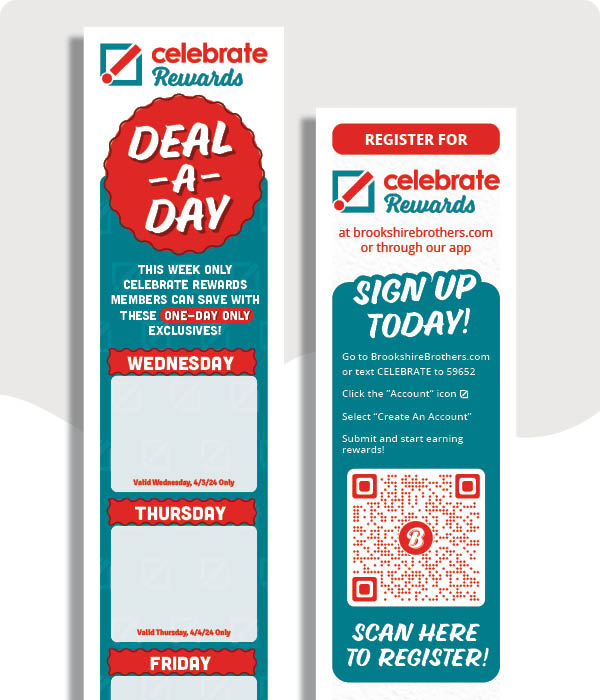 celebrate
Rewards
DEAL
-A-
DAY
THIS WEEK ONLY
CELEBRATE REWARDS
MEMBERS CAN SAVE WITH
THESE ONE-DAY ONLY
EXCLUSIVES!
WEDNESDAY
Valid Wednesday, 4/3/24 Only
THURSDAY
Valid Thursday, 4/4/24 Only
FRIDAY
REGISTER FOR
celebrate
Rewards
at brookshirebrothers.com
or through our app
SIGN UP
TODAY!
Go to BrookshireBrothers.com
or text CELEBRATE to 59652
Click the "Account" icon
Select "Create An Account"
Submit and start earning
rewards!
B
SCAN HERE
TO REGISTER!